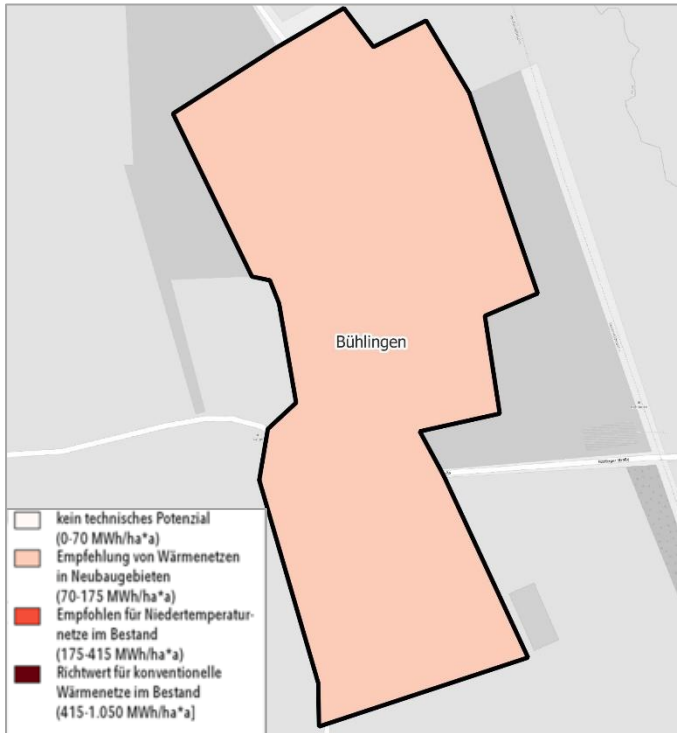 Bühlingen
kein technisches Potenzial
(0-70 MWh/ha*a)
Empfehlung von Wärmenetzen
in Neubaugebieten
(70-175 MWh/ha*a)
Empfohlen für Niedertemperatur-
netze im Bestand
(175-415 MWh/ha*a)
Richtwert für konventionelle
Wärmenetze im Bestand
(415-1.050 MWh/ha*a]